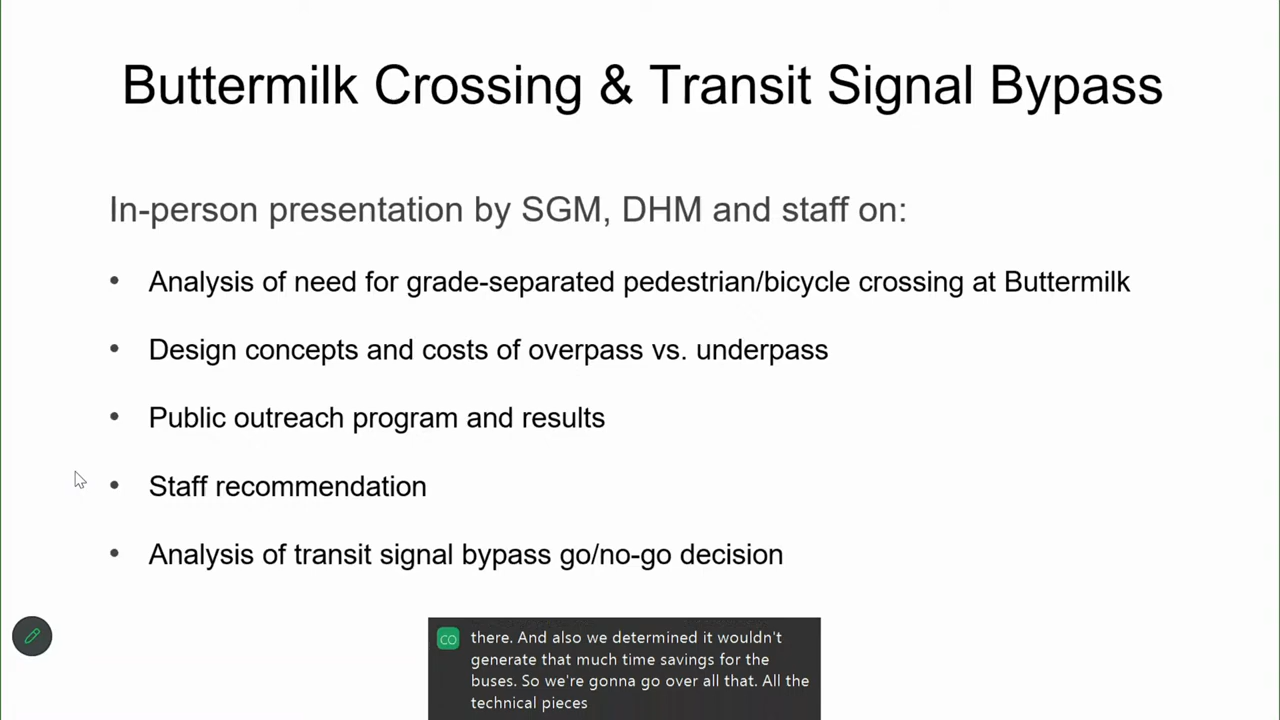 Buttermilk Crossing & Transit Signal Bypass
In-person presentation by SGM, DHM and staff on:
• Analysis of need for grade-separated pedestrian/bicycle crossing at Buttermilk
• Design concepts and costs of overpass vs. underpass
• Public outreach program and results
• Staff recommendation
• Analysis of transit signal bypass go/no-go decision
CO there. And also we determined it wouldn't
generate that much time savings for the
buses. So we're gonna go over all that. All the
technical pieces